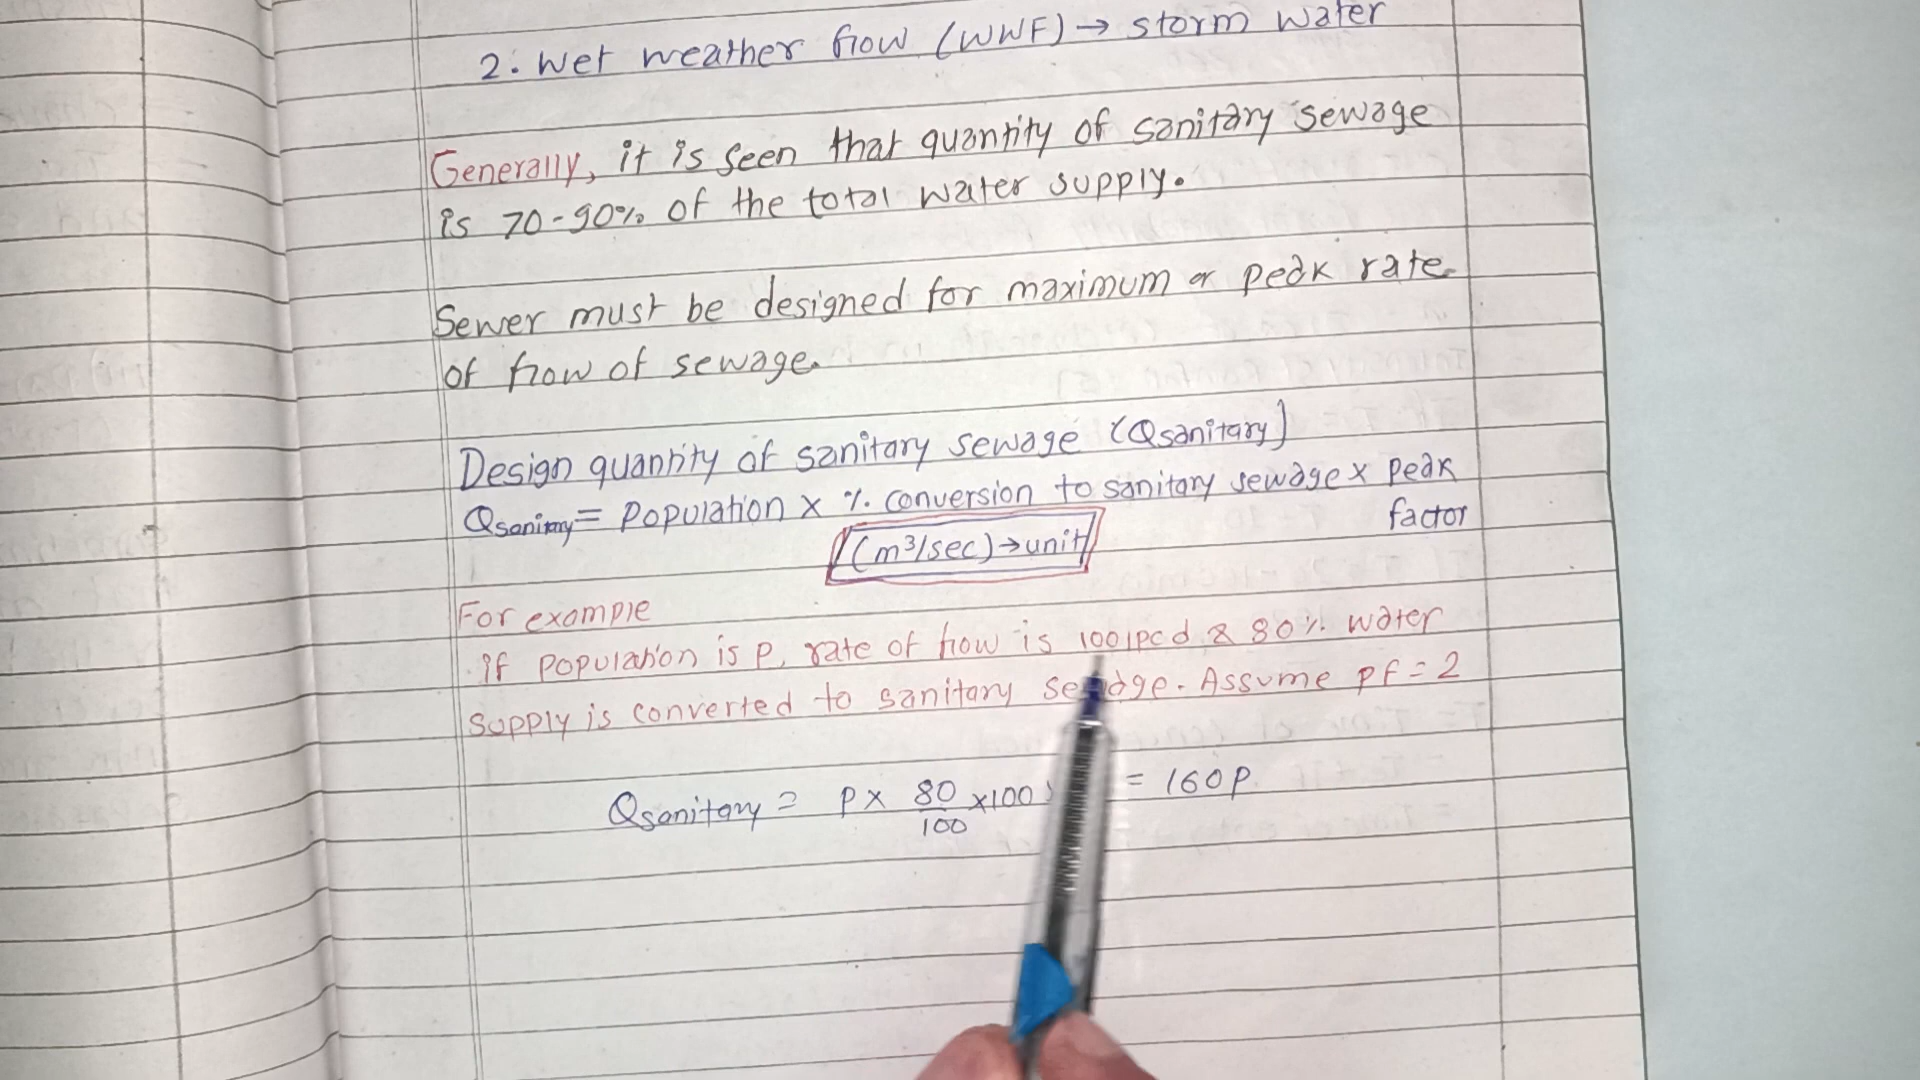 2. Wet weather flow (WWF) → storm water
Generally, it is seen that quantity of sanitary sewage
is 70-90% of the total water supply.
Sewer must be designed for maximum or peak rate
of flow of sewage.
Design quantity of sanitary sewage (Qsanitary)
Qsanitary = Population x % conversion to sanitary sewage x peak
factor
(m³/sec) → unit
For example
If population is P, rate of flow is 100lpcd & 80% water
supply is converted to sanitary sewage. Assume PF = 2
Qsanitary = P x 80/100 x100 = 160P